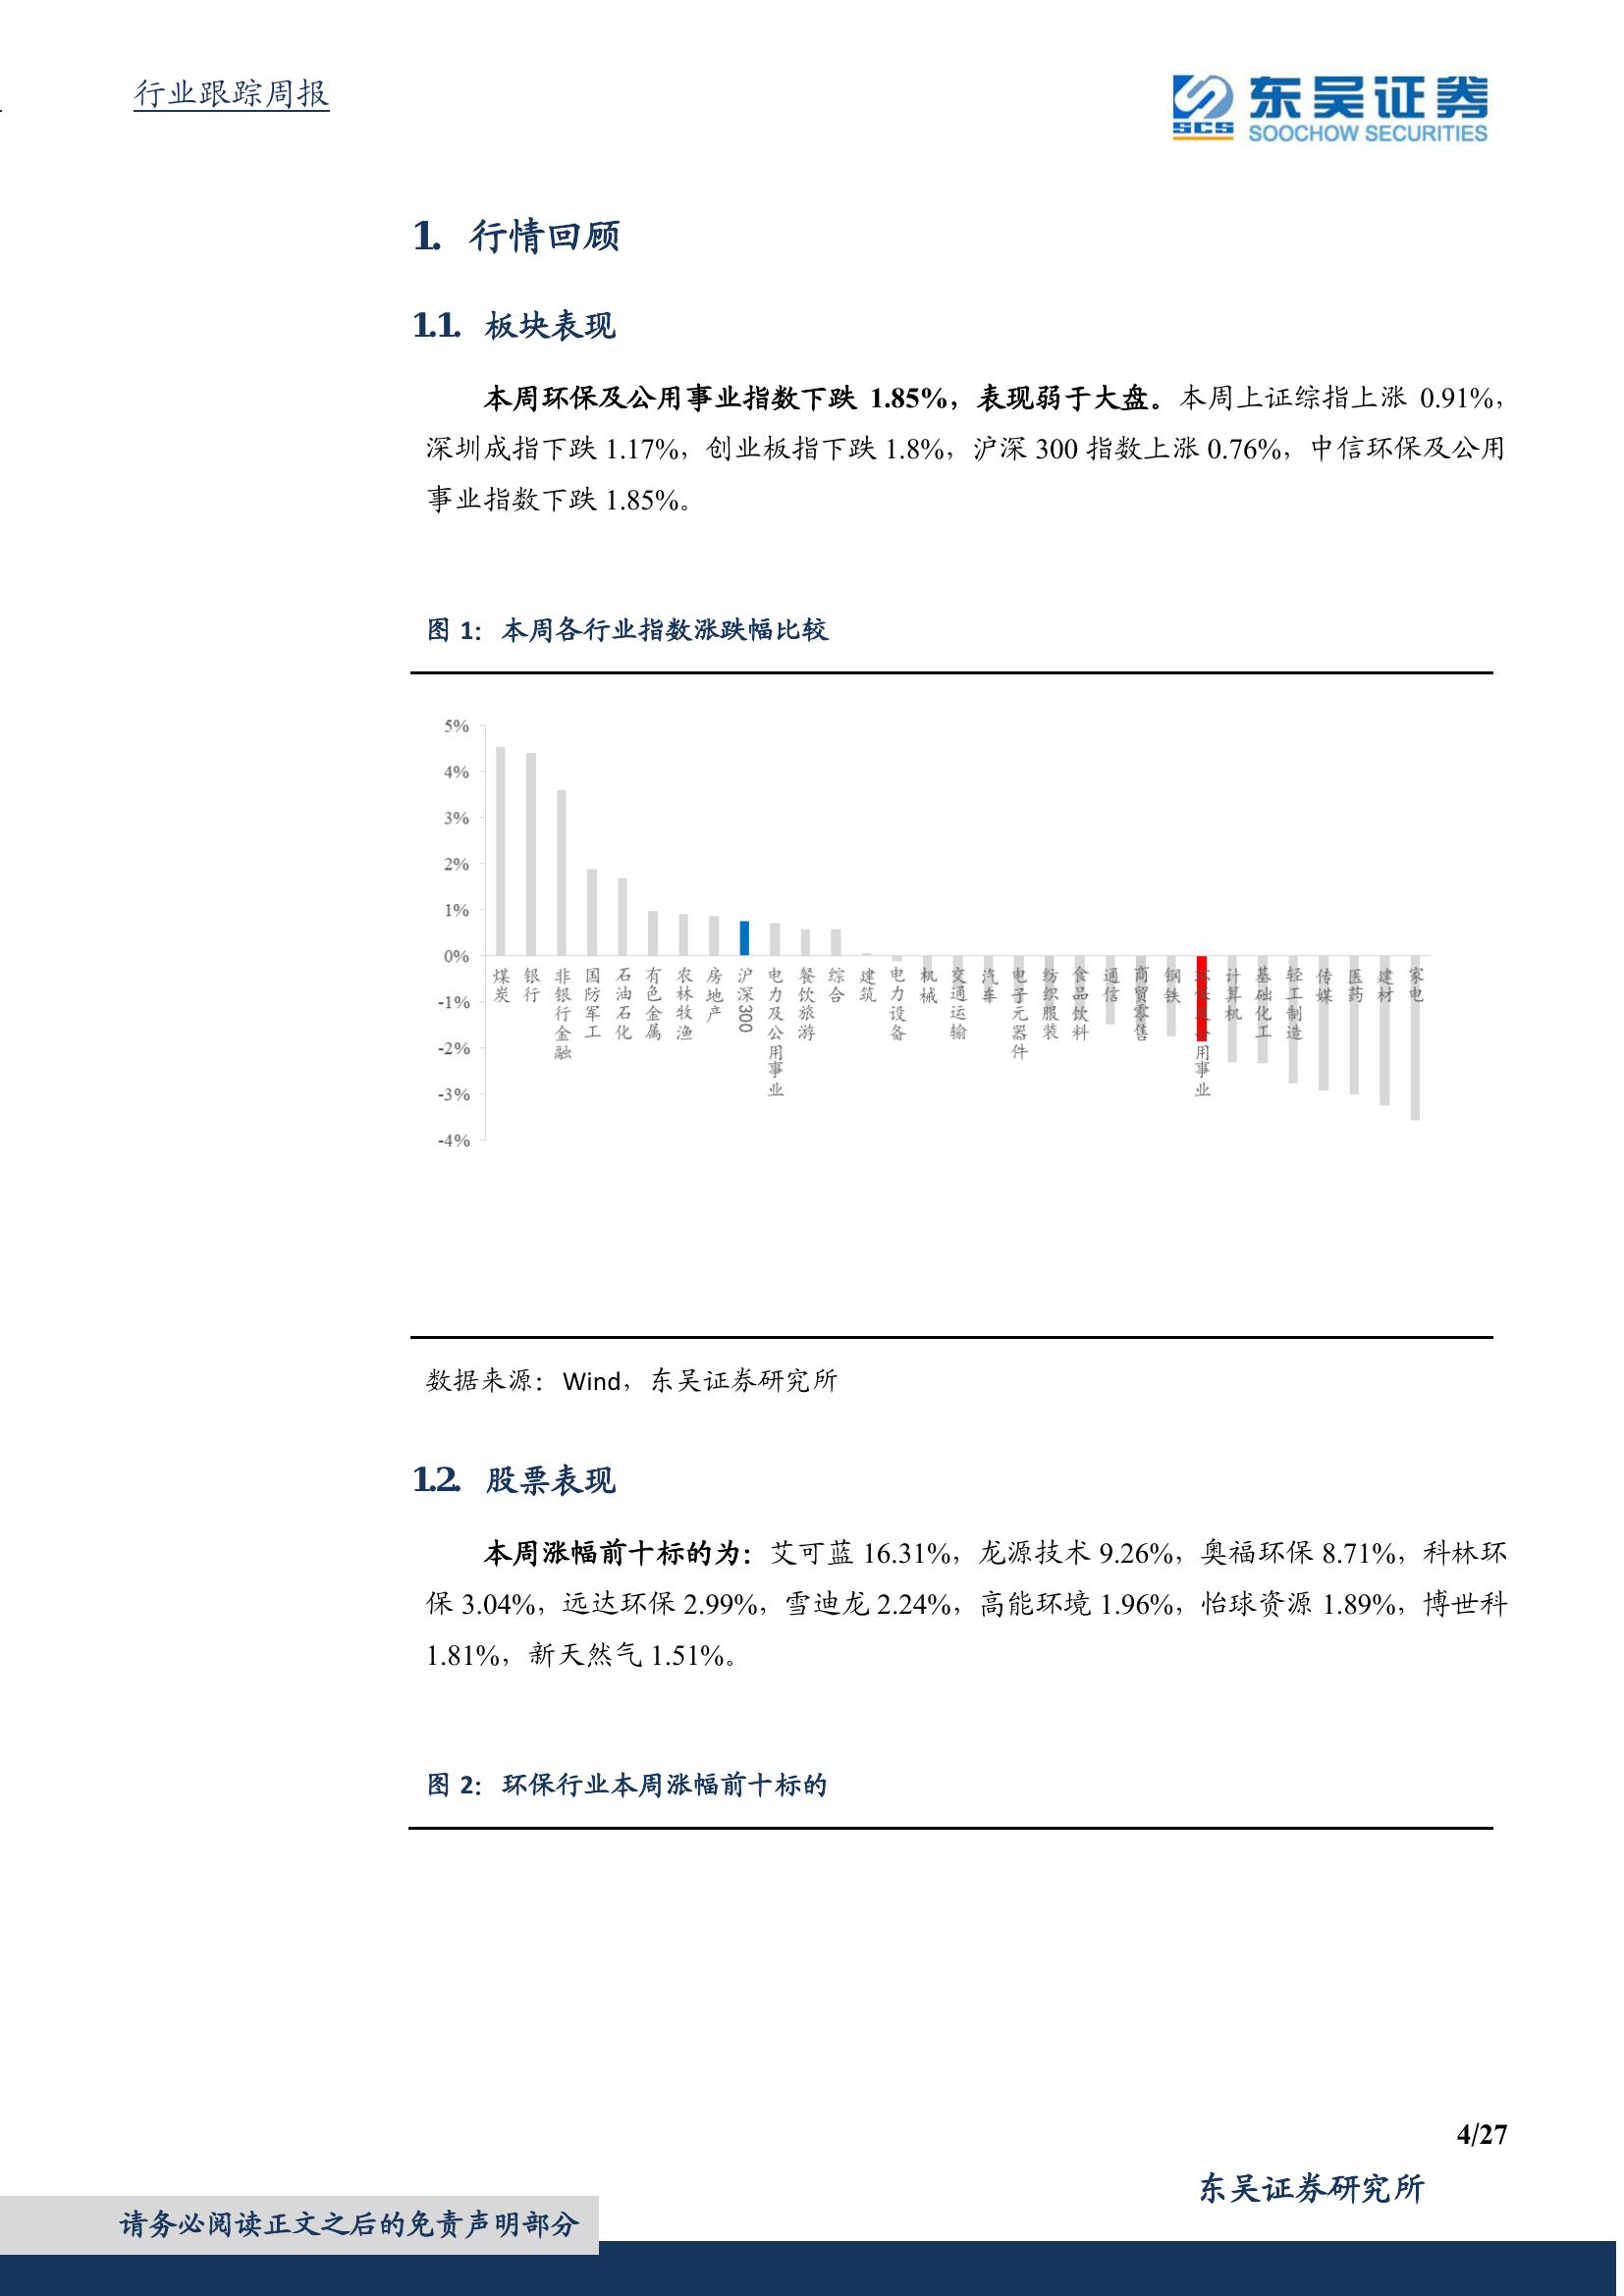 行业跟踪周报
SCS
东吴证券
SOOCHOW SECURITIES
1. 行情回顾
1.1. 板块表现
本周环保及公用事业指数下跌 1.85%，表现弱于大盘。本周上证综指上涨 0.91%，
深圳成指下跌 1.17%，创业板指下跌 1.8%，沪深 300 指数上涨 0.76%，中信环保及公用
事业指数下跌 1.85%。
图 1：本周各行业指数涨跌幅比较
5%
4%
3%
2%
1%
0%
-1%
-2%
-3%
-4%
煤炭
银行
非银行金融
国防军工
石油石化
有色金属
农林牧渔
房地产
沪深300
电力及公用事业
餐饮旅游
综合
建筑
电力设备
机械
交通运输
汽车
电子元器件
纺织服装
食品饮料
通信
商贸零售
钢铁
用事业
计算机
基础化工
轻工制造
传媒
医药
建材
家电
数据来源：Wind，东吴证券研究所
1.2. 股票表现
本周涨幅前十标的为：艾可蓝 16.31%，龙源技术 9.26%，奥福环保 8.71%，科林环
保 3.04%，远达环保 2.99%，雪迪龙 2.24%，高能环境 1.96%，怡球资源 1.89%，博世科
1.81%，新天然气 1.51%。
图 2：环保行业本周涨幅前十标的
4/27
东吴证券研究所
请务必阅读正文之后的免责声明部分